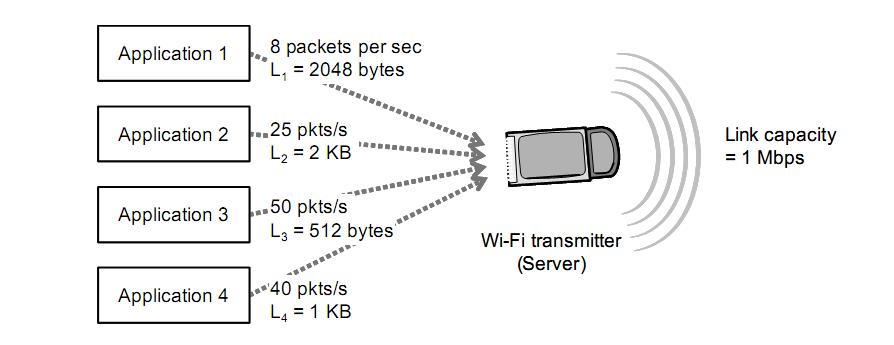 Application 1
8 packets per sec
L1 = 2048 bytes
Application 2
25 pkts/s
L2 = 2 KB
Application 3
50 pkts/s
L3 = 512 bytes
Application 4
40 pkts/s
L4 = 1 KB
Wi-Fi transmitter
(Server)
Link capacity
= 1 Mbps